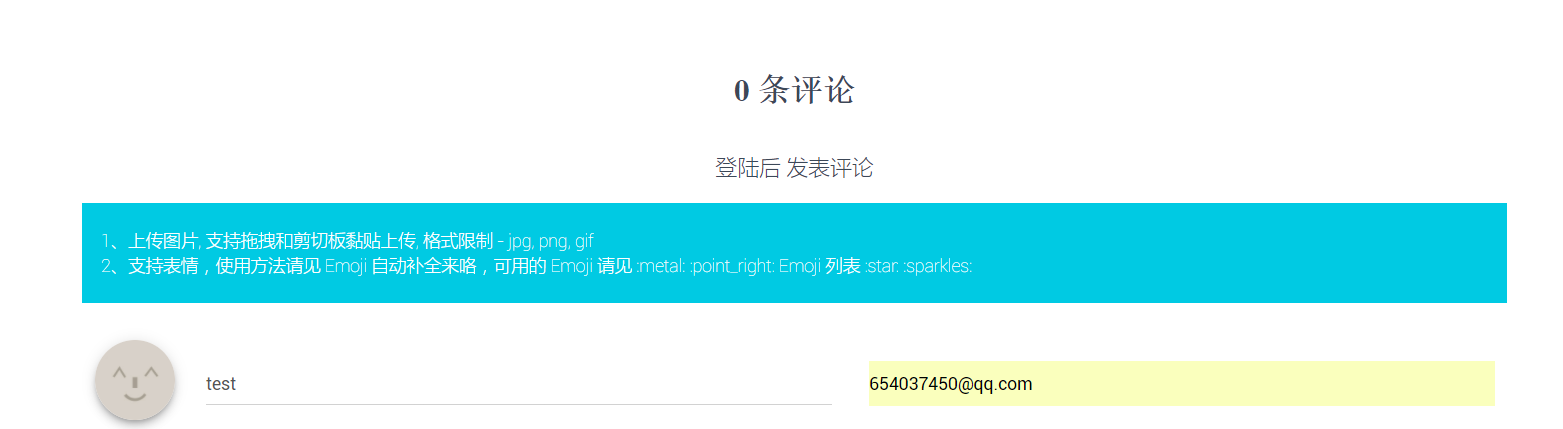 0 条评论
登陆后 发表评论
1、上传图片, 支持拖拽和剪切板黏贴上传, 格式限制 - jpg, png, gif
2、支持表情，使用方法请见 Emoji 自动补全来咯，可用的 Emoji 请见 :metal: :point_right: Emoji 列表 :star: :sparkles:
test
654037450@qq.com